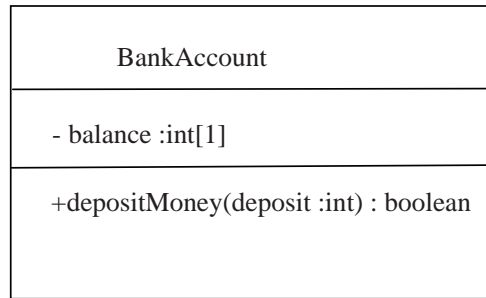 BankAccount
- balance :int[1]
+depositMoney(deposit :int) : boolean